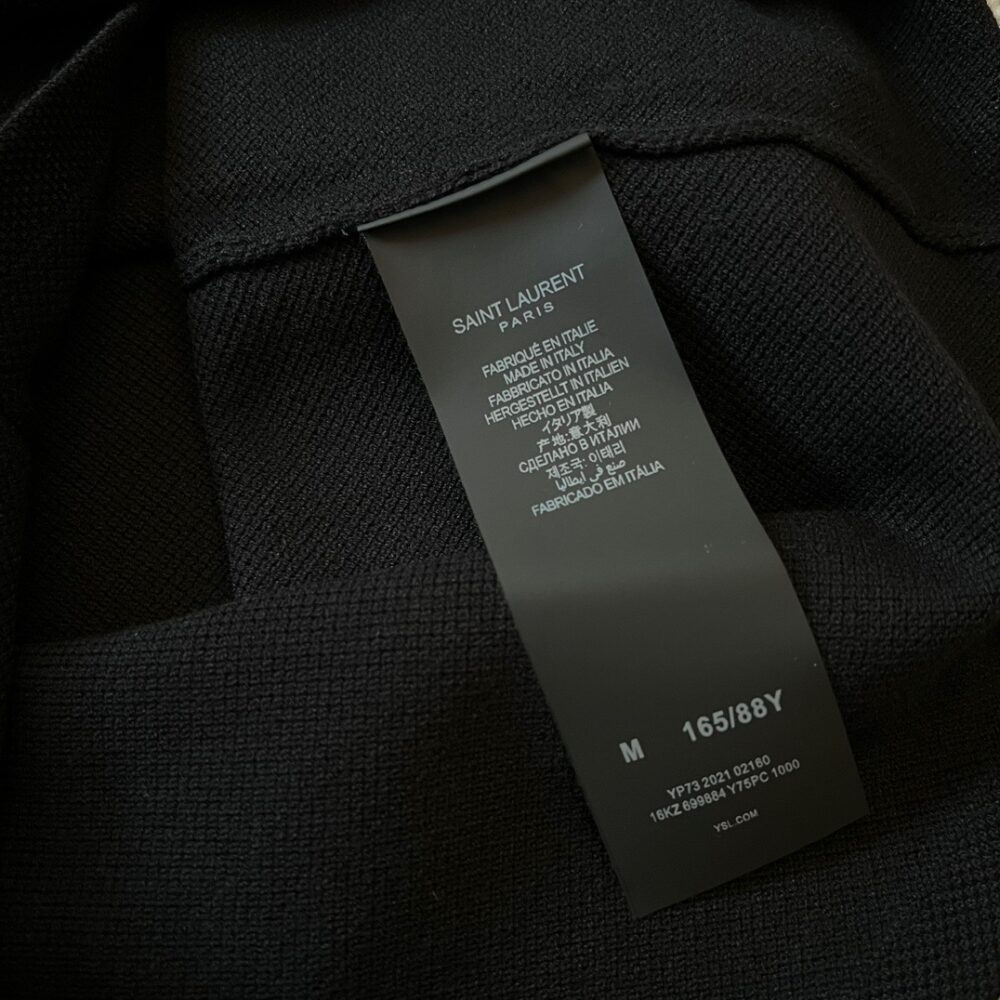 SAINT LAURENT
PARIS
FABRIQUÉ EN ITALIE
MADE IN ITALY
FABBRICATO IN ITALIA
HERGESTELLT IN ITALIEN
HECHO EN ITALIA
イタリア製
产地:意大利
СДЕЛАНО В ИТАЛИИ
제조국: 이태리
صنع في ايطاليا
FABRICADO EM ITÁLIA
M 165/88Y
YP73 2021 02160
16KZ 699884 Y75PC 1000
YSL.COM